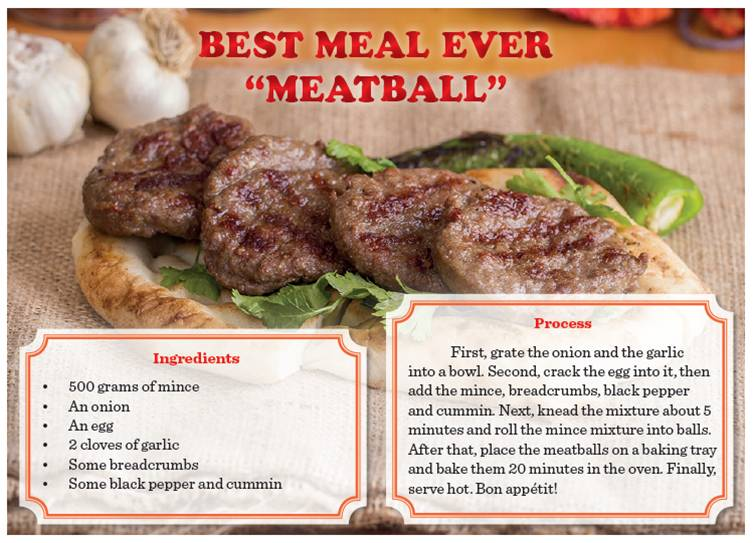 BEST MEAL EVER
“MEATBALL”
Ingredients
• 500 grams of mince
• An onion
• An egg
• 2 cloves of garlic
• Some breadcrumbs
• Some black pepper and cummin
Process
First, grate the onion and the garlic
into a bowl. Second, crack the egg into it, then
add the mince, breadcrumbs, black pepper
and cummin. Next, knead the mixture about 5
minutes and roll the mince mixture into balls.
After that, place the meatballs on a baking tray
and bake them 20 minutes in the oven. Finally,
serve hot. Bon appétit!